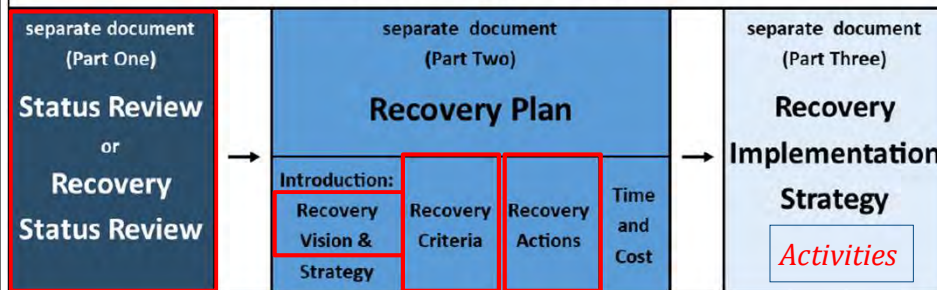 separate document
(Part One)
Status Review
or
Recovery
Status Review
separate document
(Part Two)
Recovery Plan
Introduction:
Recovery
Vision &
Strategy
Recovery
Criteria
Recovery
Actions
Time
and
Cost
separate document
(Part Three)
Recovery
Implementation
Strategy
Activities